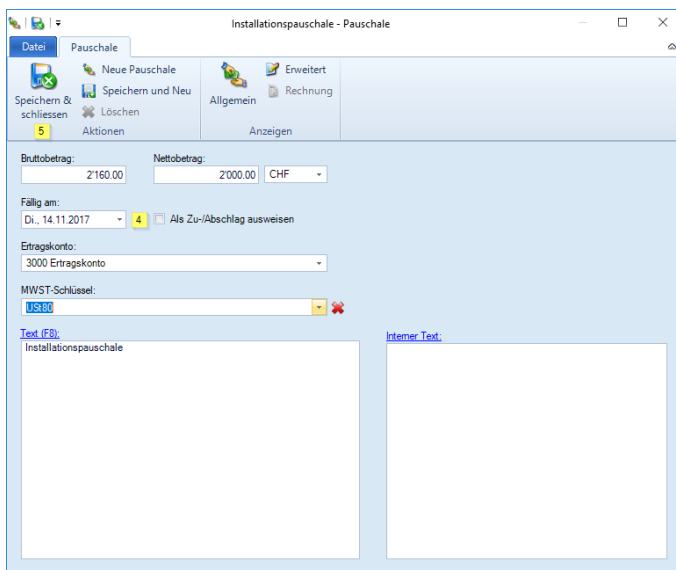 Installationspauschale - Pauschale
Datei Pauschale
Speichern &
schliessen
5
Neue Pauschale
Speichern und Neu
Löschen
Aktionen
Allgemein
Erweitert
Rechnung
Anzeigen
Bruttobetrag: Nettobetrag:
2'160.00 2'000.00 CHF
Fällig am:
Di., 14.11.2017 4 Als Zu-/Abschlag ausweisen
Ertragskonto:
3000 Ertragskonto
MWST-Schlüssel:
USt80
Text (F8): Interner Text:
Installationspauschale